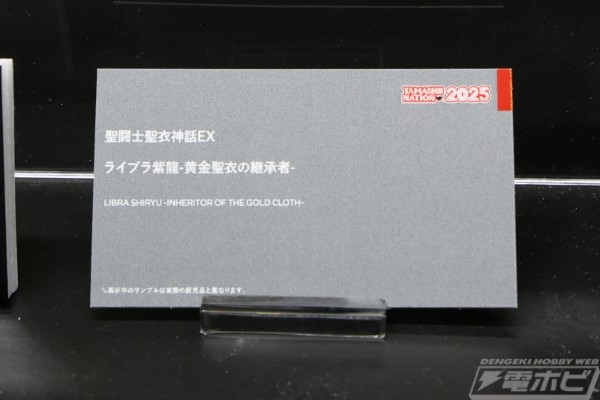 TAMASHII NATION 2025
聖闘士聖衣神話EX
ライブラ紫龍-黄金聖衣の継承者-
LIBRA SHIRYU -INHERITOR OF THE GOLD CLOTH-
※展示中のサンプルは実際の販売品と異なります。
DENGEKI HOBBY WEB
電ホビ